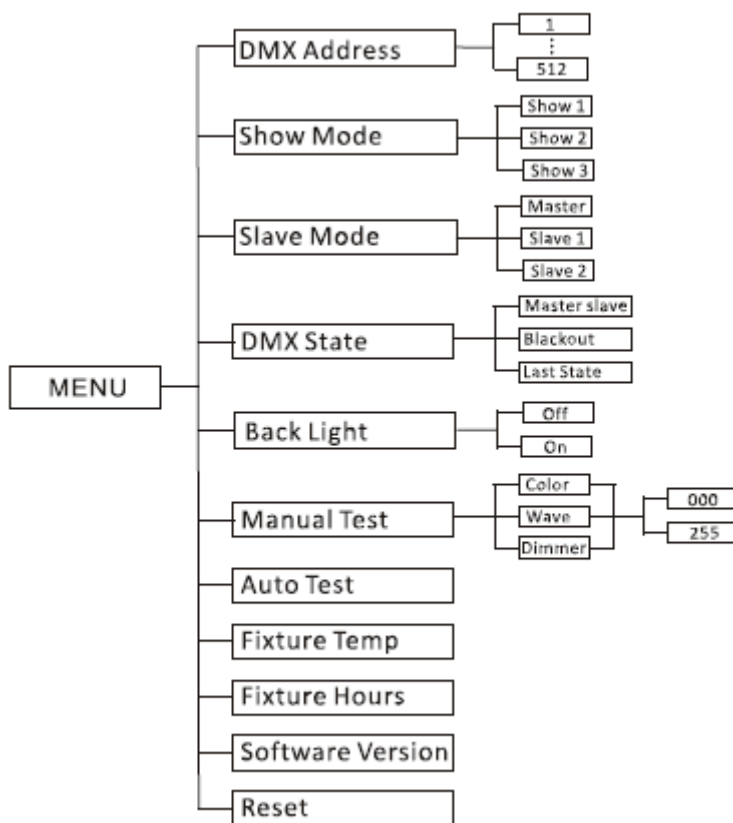 MENU
DMX Address
1
512
Show Mode
Show 1
Show 2
Show 3
Slave Mode
Master
Slave 1
Slave 2
DMX State
Master slave
Blackout
Last State
Back Light
Off
On
Manual Test
Color
Wave
Dimmer
000
255
Auto Test
Fixture Temp
Fixture Hours
Software Version
Reset